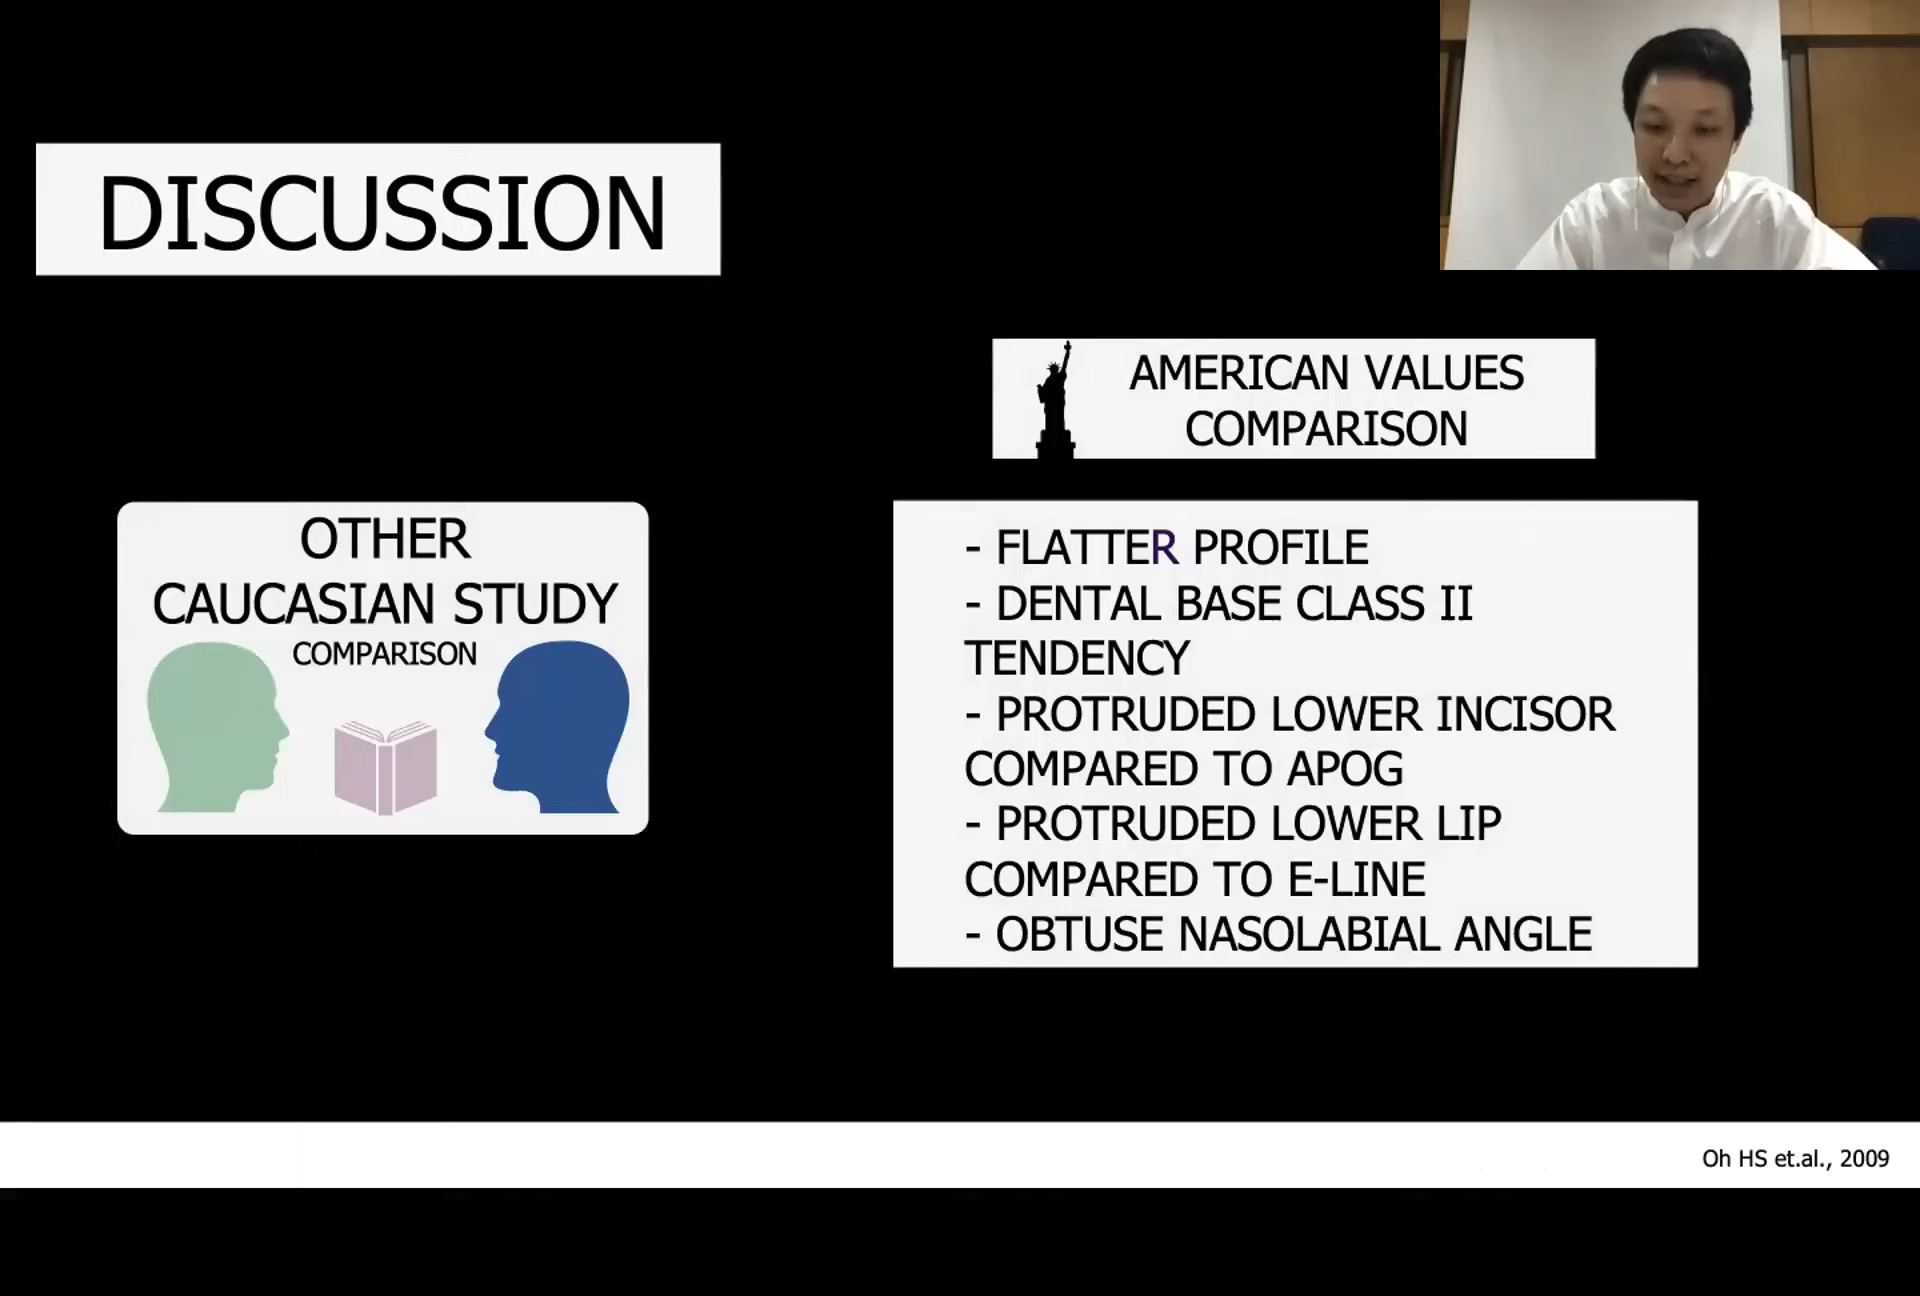 DISCUSSION
AMERICAN VALUES
COMPARISON
OTHER
CAUCASIAN STUDY
COMPARISON
- FLATTER PROFILE
- DENTAL BASE CLASS II
TENDENCY
- PROTRUDED LOWER INCISOR
COMPARED TO APOG
- PROTRUDED LOWER LIP
COMPARED TO E-LINE
- OBTUSE NASOLABIAL ANGLE
Oh HS et.al., 2009